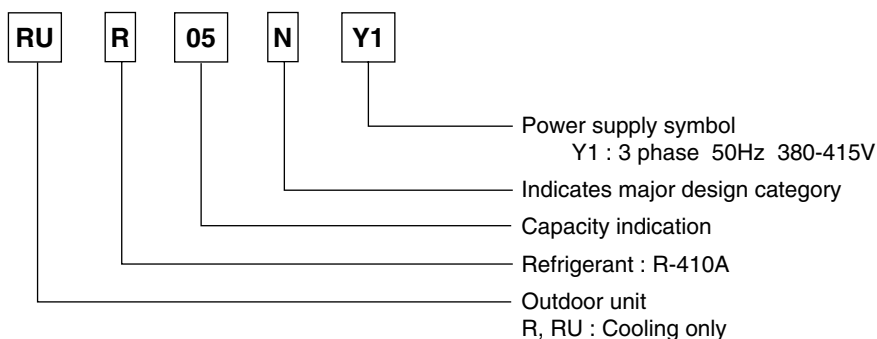 RU R 05 N Y1
Power supply symbol
Y1 : 3 phase 50Hz 380-415V
Indicates major design category
Capacity indication
Refrigerant : R-410A
Outdoor unit
R, RU : Cooling only